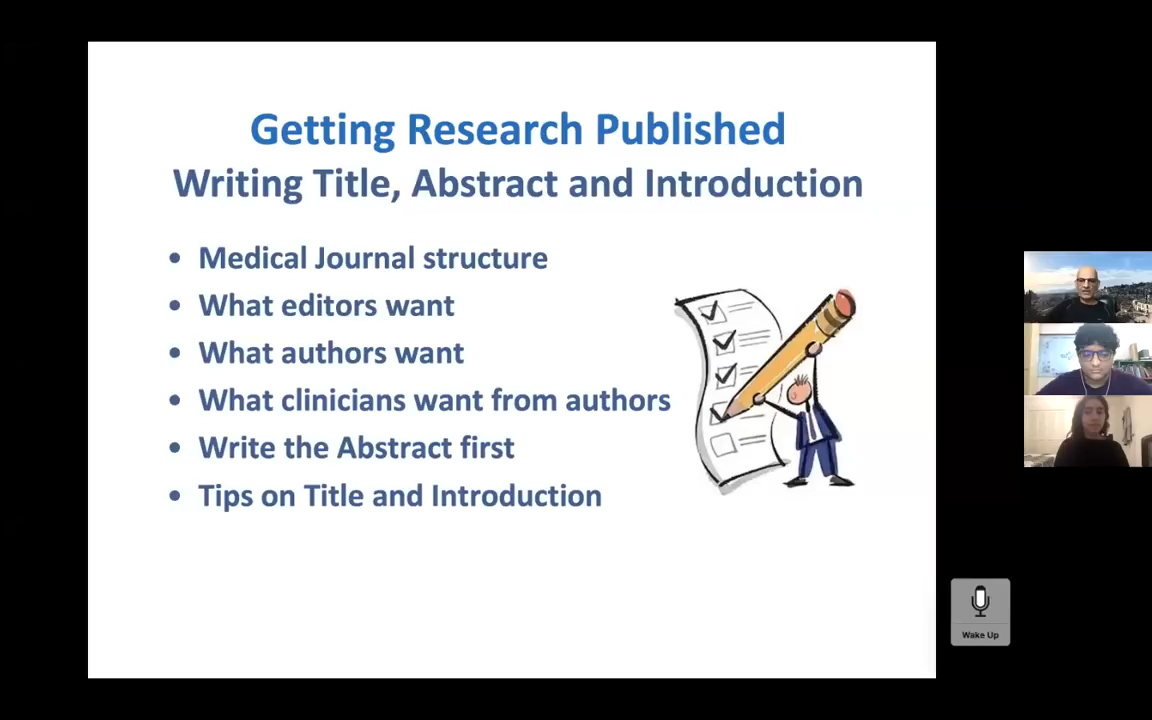 Getting Research Published
Writing Title, Abstract and Introduction
• Medical Journal structure
• What editors want
• What authors want
• What clinicians want from authors
• Write the Abstract first
• Tips on Title and Introduction
Wake Up